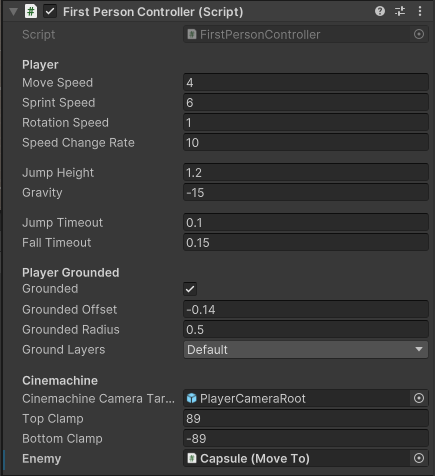 First Person Controller (Script)
Script FirstPersonController
Player
Move Speed 4
Sprint Speed 6
Rotation Speed 1
Speed Change Rate 10
Jump Height 1.2
Gravity -15
Jump Timeout 0.1
Fall Timeout 0.15
Player Grounded
Grounded
Grounded Offset -0.14
Grounded Radius 0.5
Ground Layers Default
Cinemachine
Cinemachine Camera Tar... PlayerCameraRoot
Top Clamp 89
Bottom Clamp -89
Enemy Capsule (Move To)